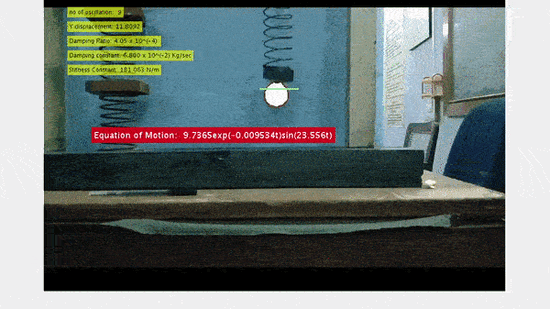 no of oscillation: 9
Y displacement: 11.8092
Damping Ratio: 4.05 x 10^(-4)
Damping constant: 6.860 x 10^(-2) Kg/sec
Stifness Constant: 181.063 N/m
Equation of Motion: 9.7365exp(-0.009534t)sin(23.556t)